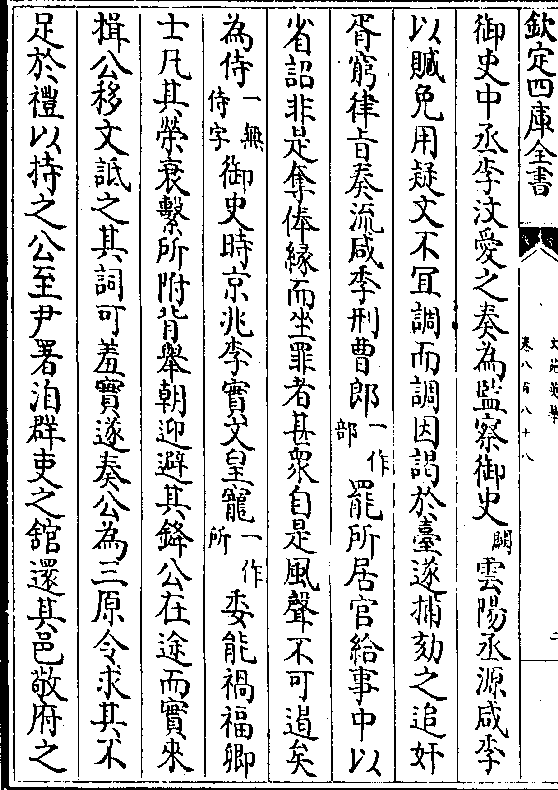 欽定四庫全書
文苑英華
卷八百八十八
二
御史中丞李汶愛之奏為監察御史闕雲陽丞源咸季
以贓免用疑文不宜調而調因謁於臺遂捕劾之追奸
胥窮律旨奏流咸季刑曹郎一作部罷所居官給事中以
省詔非是奪俸緣而坐罪者甚衆自是風聲不可遏矣
為侍一無侍字御史時京兆李實文皇寵一作所委能禍福卿
士凡其榮衰繫所附背舉朝迎避其鋒公在途而實來
揖公移文詆之其詞可羞實遂奏公為三原令求其不
足於禮以持之公至尹署洎群吏之舘還其邑敬府之